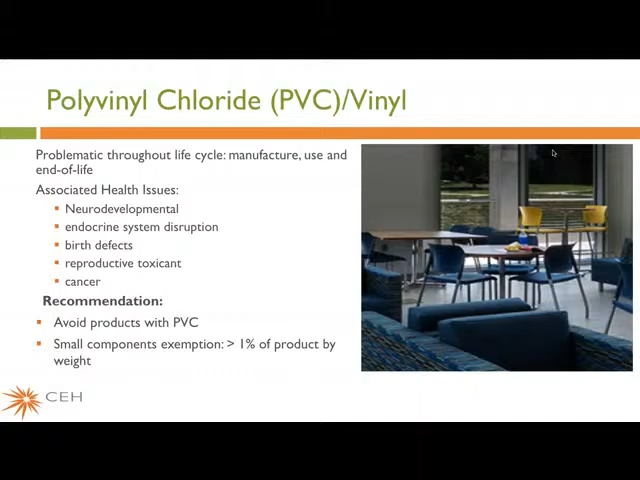 Polyvinyl Chloride (PVC)/Vinyl
Problematic throughout life cycle: manufacture, use and
end-of-life
Associated Health Issues:
▪ Neurodevelopmental
▪ endocrine system disruption
▪ birth defects
▪ reproductive toxicant
▪ cancer
Recommendation:
▪ Avoid products with PVC
▪ Small components exemption: > 1% of product by
weight
CEH